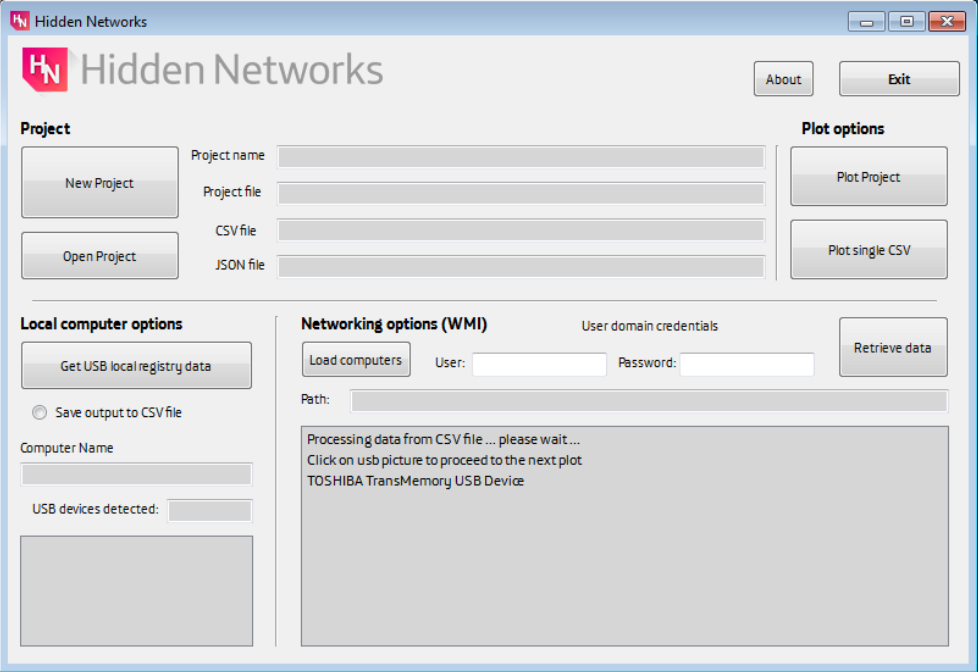 Hidden Networks
HN Hidden Networks
About
Exit
Project
Plot options
New Project
Project name
Plot Project
Project file
CSV file
Plot single CSV
Open Project
JSON file
Local computer options
Networking options (WMI)
User domain credentials
Retrieve data
Get USB local registry data
Load computers
User:
Password:
Path:
Save output to CSV file
Processing data from CSV file ... please wait ...
Computer Name
Click on usb picture to proceed to the next plot
TOSHIBA TransMemory USB Device
USB devices detected: